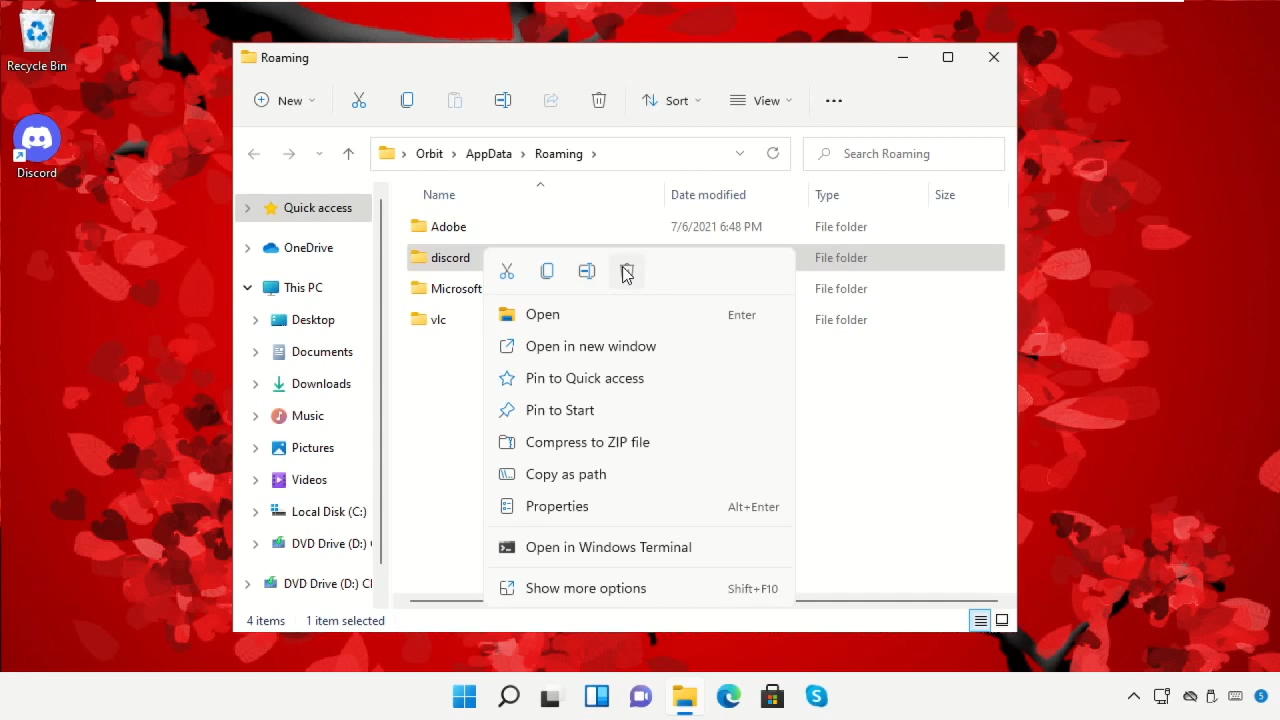 Recycle Bin
Discord
Roaming
New
Sort
View
Orbit
AppData
Roaming
Search Roaming
Name
Date modified
Type
Size
Quick access
OneDrive
This PC
Desktop
Documents
Downloads
Music
Pictures
Videos
Local Disk (C:)
DVD Drive (D:)
DVD Drive (D:) C
Adobe
7/6/2021 6:48 PM
File folder
discord
File folder
Microsoft
File folder
vlc
File folder
Open
Enter
Open in new window
Pin to Quick access
Pin to Start
Compress to ZIP file
Copy as path
Properties
Alt+Enter
Open in Windows Terminal
Show more options
Shift+F10
4 items
1 item selected
5